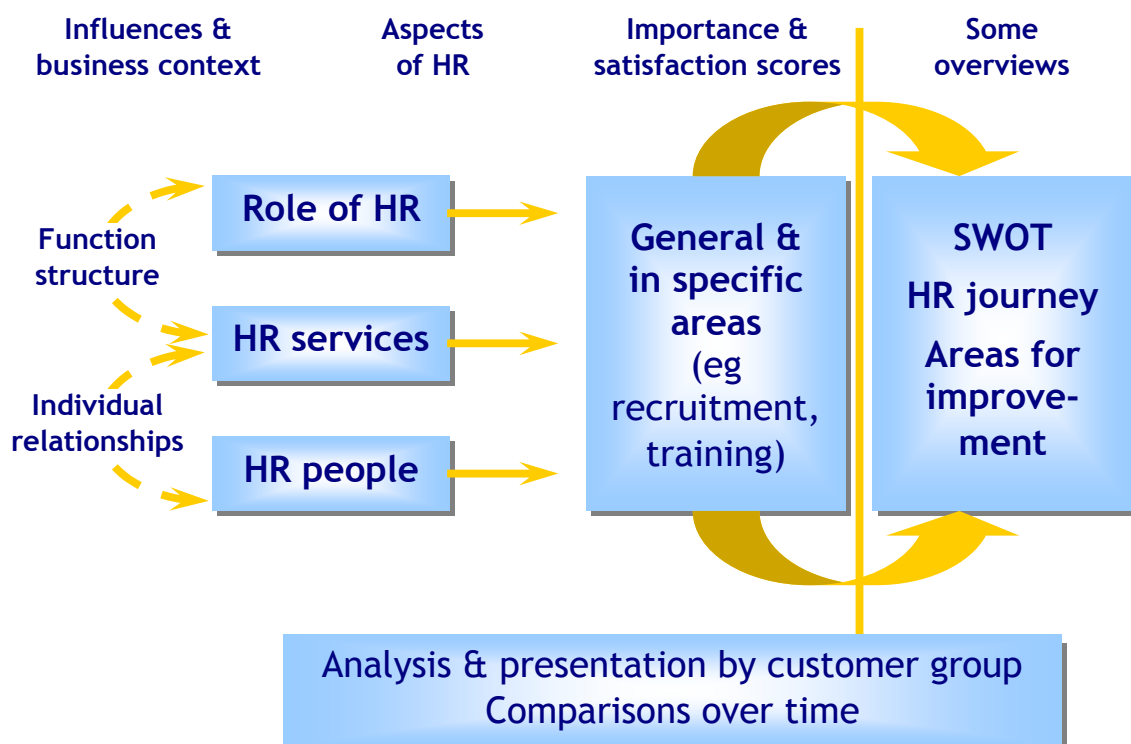 Influences &
business context
Aspects
of HR
Importance &
satisfaction scores
Some
overviews
Function
structure
Individual
relationships
Role of HR
HR services
HR people
General &
in specific
areas
(eg
recruitment,
training)
SWOT
HR journey
Areas for
improve-
ment
Analysis & presentation by customer group
Comparisons over time